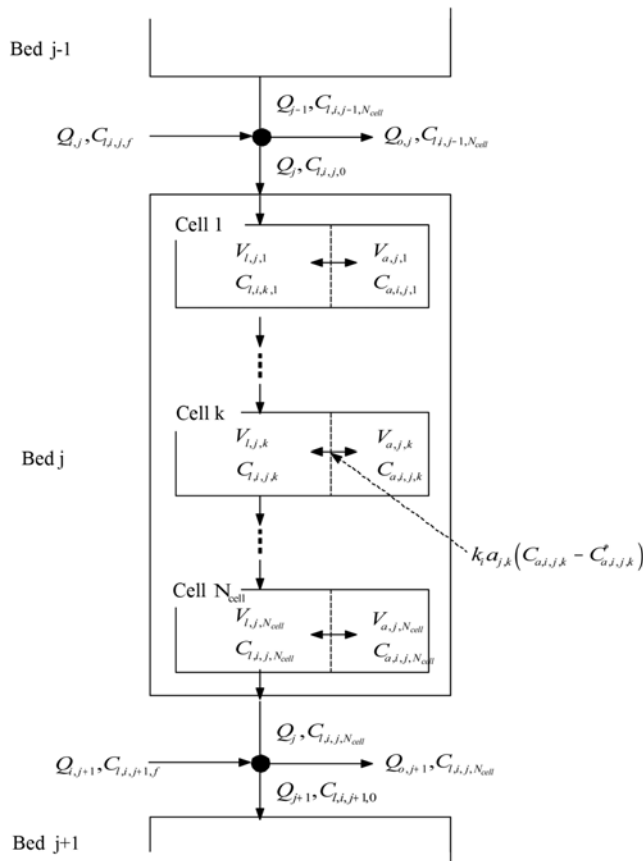 Bed j-1
Q_{j-1}, C_{l,i,j-1,N_{cell}}
Q_{i,j}, C_{l,i,j,f}
Q_{o,j}, C_{l,i,j-1,N_{cell}}
Q_j, C_{l,i,j,0}
Cell 1
V_{l,j,1}
V_{a,j,1}
C_{l,i,k,1}
C_{a,i,j,1}
Cell k
V_{l,j,k}
V_{a,j,k}
Bed j
C_{l,i,j,k}
C_{a,i,j,k}
k_i a_{j,k}(C_{a,i,j,k} - C^*_{a,i,j,k})
Cell N_{cell}
V_{l,j,N_{cell}}
V_{a,j,N_{cell}}
C_{l,i,j,N_{cell}}
C_{a,i,j,N_{cell}}
Q_j, C_{l,i,j,N_{cell}}
Q_{i,j+1}, C_{l,i,j+1,f}
Q_{o,j+1}, C_{l,i,j,N_{cell}}
Q_{j+1}, C_{l,i,j+1,0}
Bed j+1